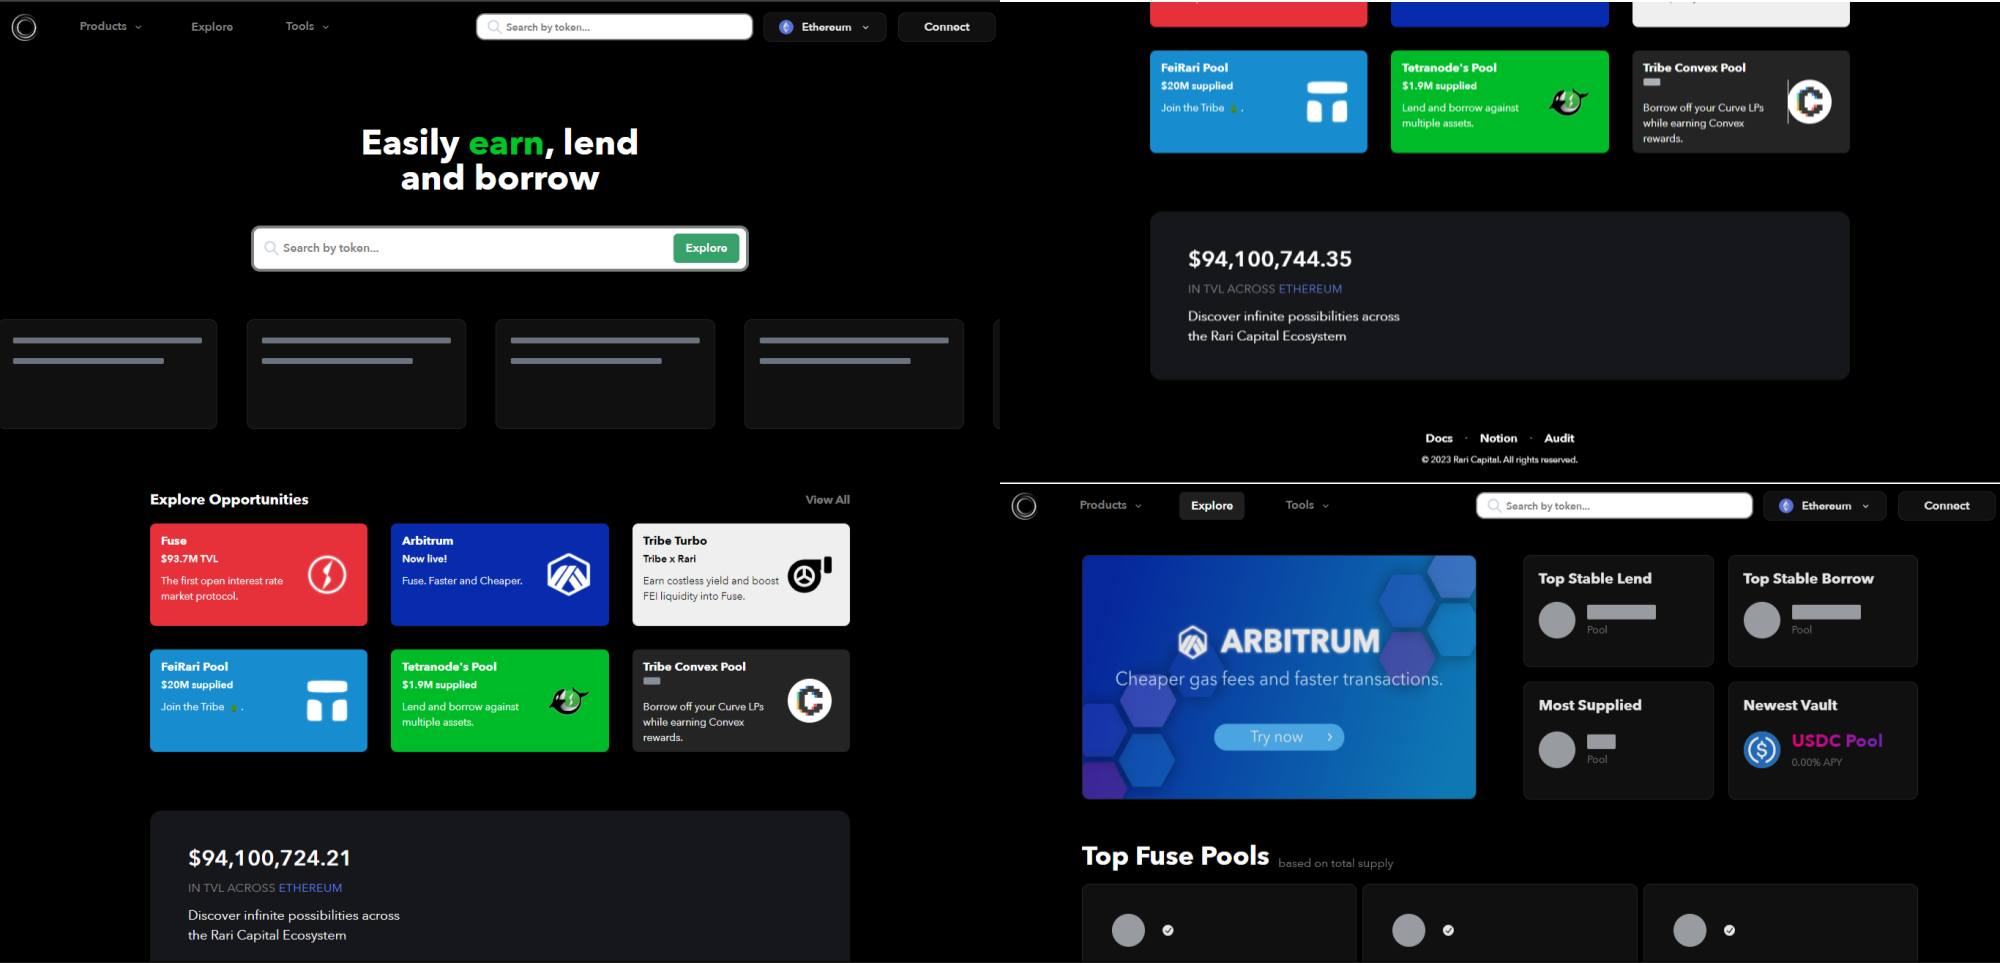 Products
Explore
Tools
Search by token...
Ethereum
Connect
Easily earn, lend
and borrow
Search by token...
Explore
Explore Opportunities
View All
Fuse
$93.7M TVL
The first open interest rate
market protocol.
Arbitrum
Now live!
Fuse. Faster and Cheaper.
Tribe Turbo
Tribe x Rari
Earn costless yield and boost
FEI liquidity into Fuse.
FeiRari Pool
$20M supplied
Join the Tribe 🌲 .
Tetranode's Pool
$1.9M supplied
Lend and borrow against
multiple assets.
Tribe Convex Pool
Borrow off your Curve LPs
while earning Convex
rewards.
$94,100,724.21
IN TVL ACROSS ETHEREUM
Discover infinite possibilities across
the Rari Capital Ecosystem
FeiRari Pool
$20M supplied
Join the Tribe 🌲 .
Tetranode's Pool
$1.9M supplied
Lend and borrow against
multiple assets.
Tribe Convex Pool
Borrow off your Curve LPs
while earning Convex
rewards.
$94,100,744.35
IN TVL ACROSS ETHEREUM
Discover infinite possibilities across
the Rari Capital Ecosystem
Docs · Notion · Audit
© 2023 Rari Capital. All rights reserved.
Products
Explore
Tools
Search by token...
Ethereum
Connect
ARBITRUM
Cheaper gas fees and faster transactions.
Try now
Top Stable Lend
Pool
Top Stable Borrow
Pool
Most Supplied
Pool
Newest Vault
USDC Pool
0.00% APY
Top Fuse Pools based on total supply